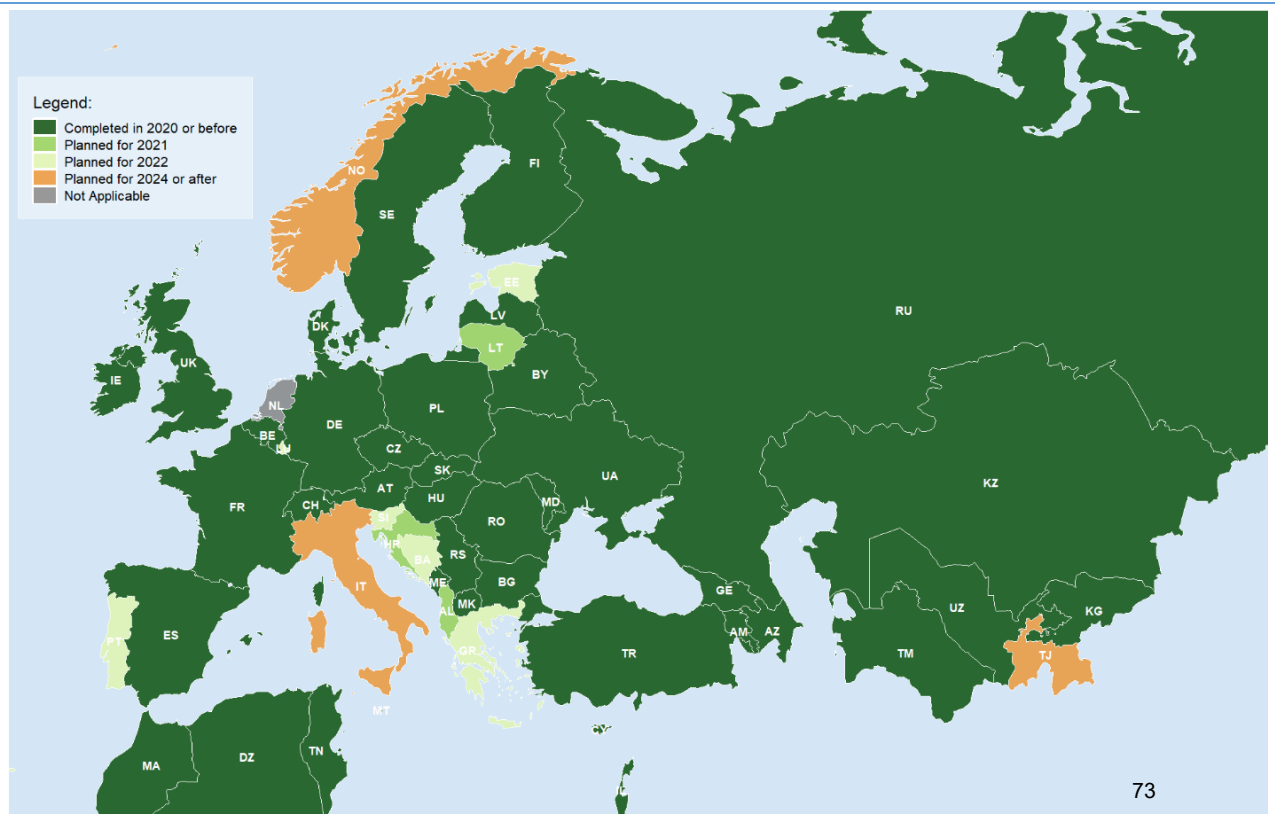 Legend:
Completed in 2020 or before
Planned for 2021
Planned for 2022
Planned for 2024 or after
Not Applicable
NO
FI
SE
RU
EE
LV
DK
LT
UK
IE
BY
NL
PL
DE
BE
CZ
SK
UA
KZ
AT
HU
MD
CH
FR
RO
SI
HR
BA
RS
ME
BG
IT
GE
MK
UZ
KG
AL
AM
AZ
PT
ES
GR
TR
TM
TJ
MT
CY
TN
DZ
MA
73